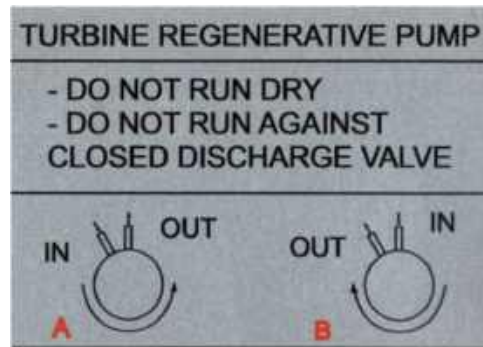 TURBINE REGENERATIVE PUMP
- DO NOT RUN DRY
- DO NOT RUN AGAINST
CLOSED DISCHARGE VALVE
IN OUT
A
OUT IN
B